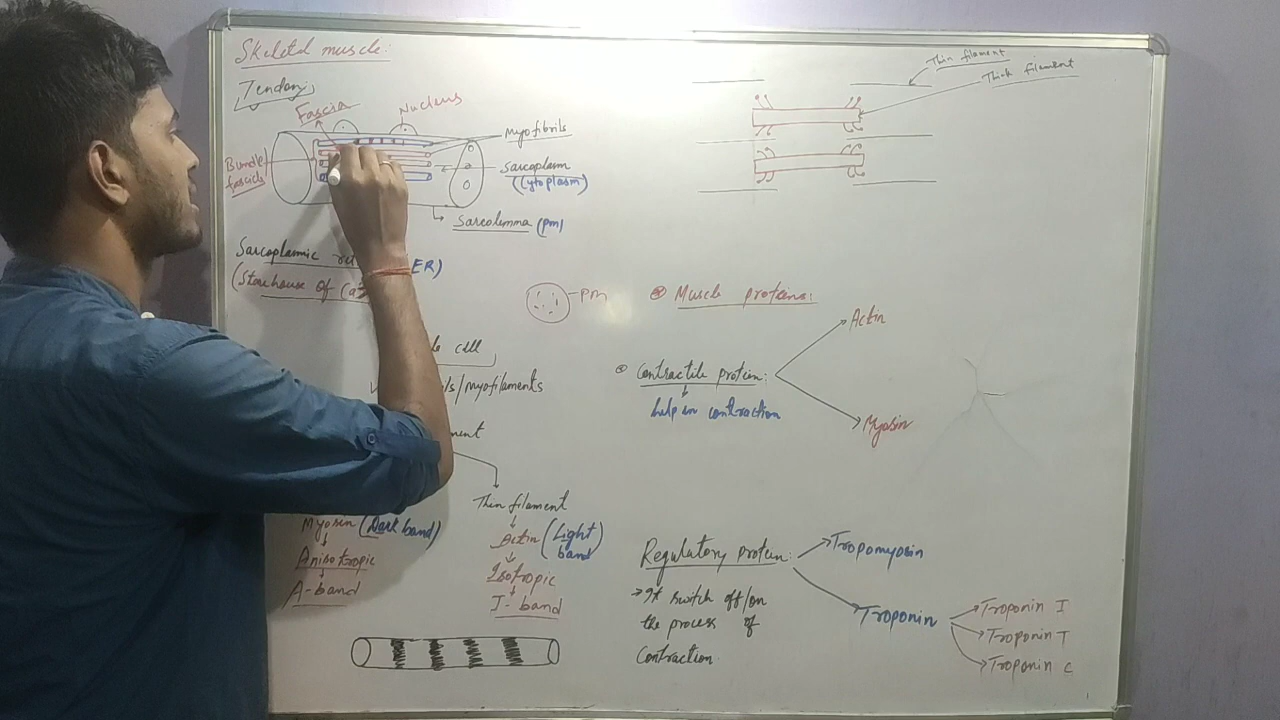 Skeletal muscle:
Tendons
Fascia
Nucleus
Bundle/
fascicls
Myofibrils
Sarcoplasm
(Cytoplasm)
Sarcolemma (pm)
Sarcoplamic
ER)
(Storehouse of Ca
cell
/myofilaments
Thin filament
Myosin (Dark band)
Actin (Light
band)
Anisotropic
Isotropic
A-band
I-band
Thin filament
Thick filament
pm
Muscle proteins:
Contractile protein:
help in contraction
Actin
Myosin
Regulatory protein:
→It switch off/on
the process of
Contraction.
Tropomyosin
Troponin
Troponin I
Troponin T
Troponin C